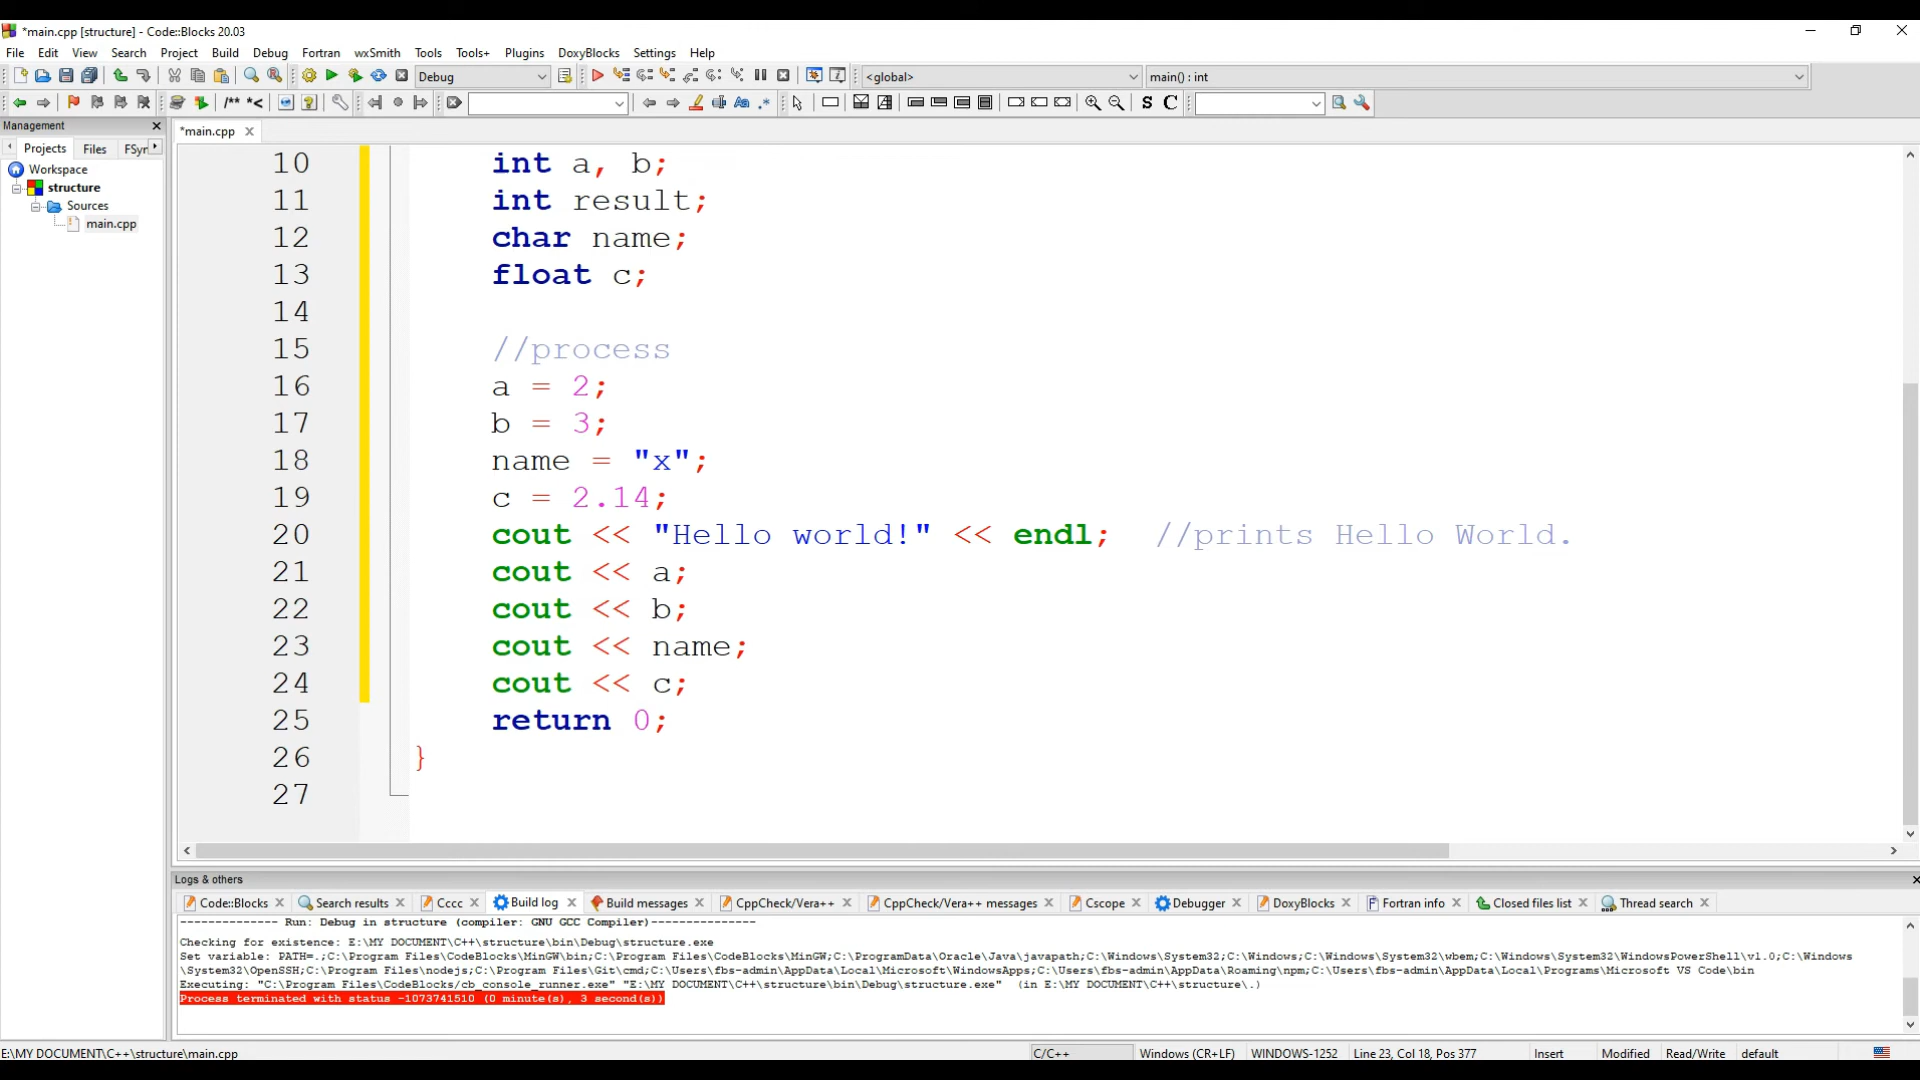 *main.cpp [structure] - Code::Blocks 20.03
File Edit View Search Project Build Debug Fortran wxSmith Tools Tools+ Plugins DoxyBlocks Settings Help
Debug <global> main() : int
/** *< Aa .* S C
Management
*main.cpp
Projects Files FSyr
Workspace
structure
Sources
main.cpp
10 int a, b;
11 int result;
12 char name;
13 float c;
14
15 //process
16 a = 2;
17 b = 3;
18 name = "x";
19 c = 2.14;
20 cout << "Hello world!" << endl; //prints Hello World.
21 cout << a;
22 cout << b;
23 cout << name;
24 cout << c;
25 return 0;
26 }
27
Logs & others
Code::Blocks Search results Cccc Build log Build messages CppCheck/Vera++ CppCheck/Vera++ messages Cscope Debugger DoxyBlocks Fortran info Closed files list Thread search
-------------- Run: Debug in structure (compiler: GNU GCC Compiler)---------------
Checking for existence: E:\MY DOCUMENT\C++\structure\bin\Debug\structure.exe
Set variable: PATH=.;C:\Program Files\CodeBlocks\MinGW\bin;C:\Program Files\CodeBlocks\MinGW;C:\ProgramData\Oracle\Java\javapath;C:\Windows\System32;C:\Windows;C:\Windows\System32\wbem;C:\Windows\System32\WindowsPowerShell\v1.0;C:\Windows
\System32\OpenSSH;C:\Program Files\nodejs;C:\Program Files\Git\cmd;C:\Users\fbs-admin\AppData\Local\Microsoft\WindowsApps;C:\Users\fbs-admin\AppData\Roaming\npm;C:\Users\fbs-admin\AppData\Local\Programs\Microsoft VS Code\bin
Executing: "C:\Program Files\CodeBlocks/cb_console_runner.exe" "E:\MY DOCUMENT\C++\structure\bin\Debug\structure.exe"  (in E:\MY DOCUMENT\C++\structure\.)
Process terminated with status -1073741510 (0 minute(s), 3 second(s))
E:\MY DOCUMENT\C++\structure\main.cpp C/C++ Windows (CR+LF) WINDOWS-1252 Line 23, Col 18, Pos 377 Insert Modified Read/Write default